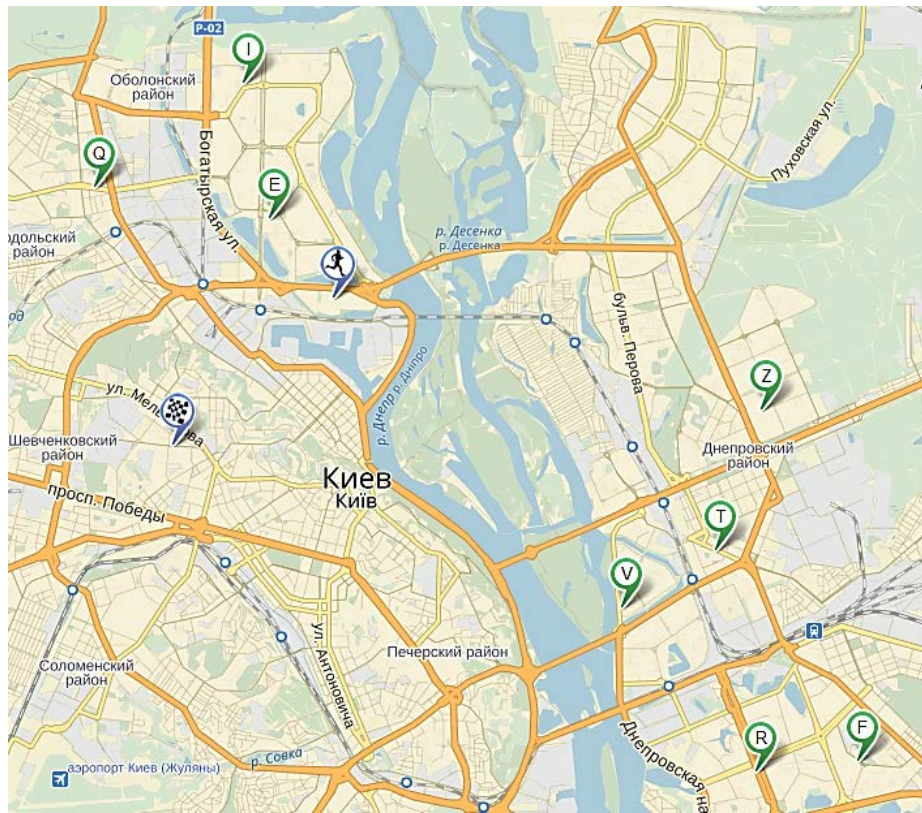 Р-02
I
Оболонский
район
Q
Богатырская ул.
E
Пуховская ул.
р. Десенка
р. Десенка
одольский
район
бульв. Перова
Z
ул. Мель
ова
р. Днепр р. Дніпро
Шевченковский
район
Днепровский
район
Киев
Київ
просп. Победы
T
V
ул. Антоновича
Печерский район
Соломенский
район
Днепровская на
R
F
р. Совка
аэропорт Киев (Жуляны)